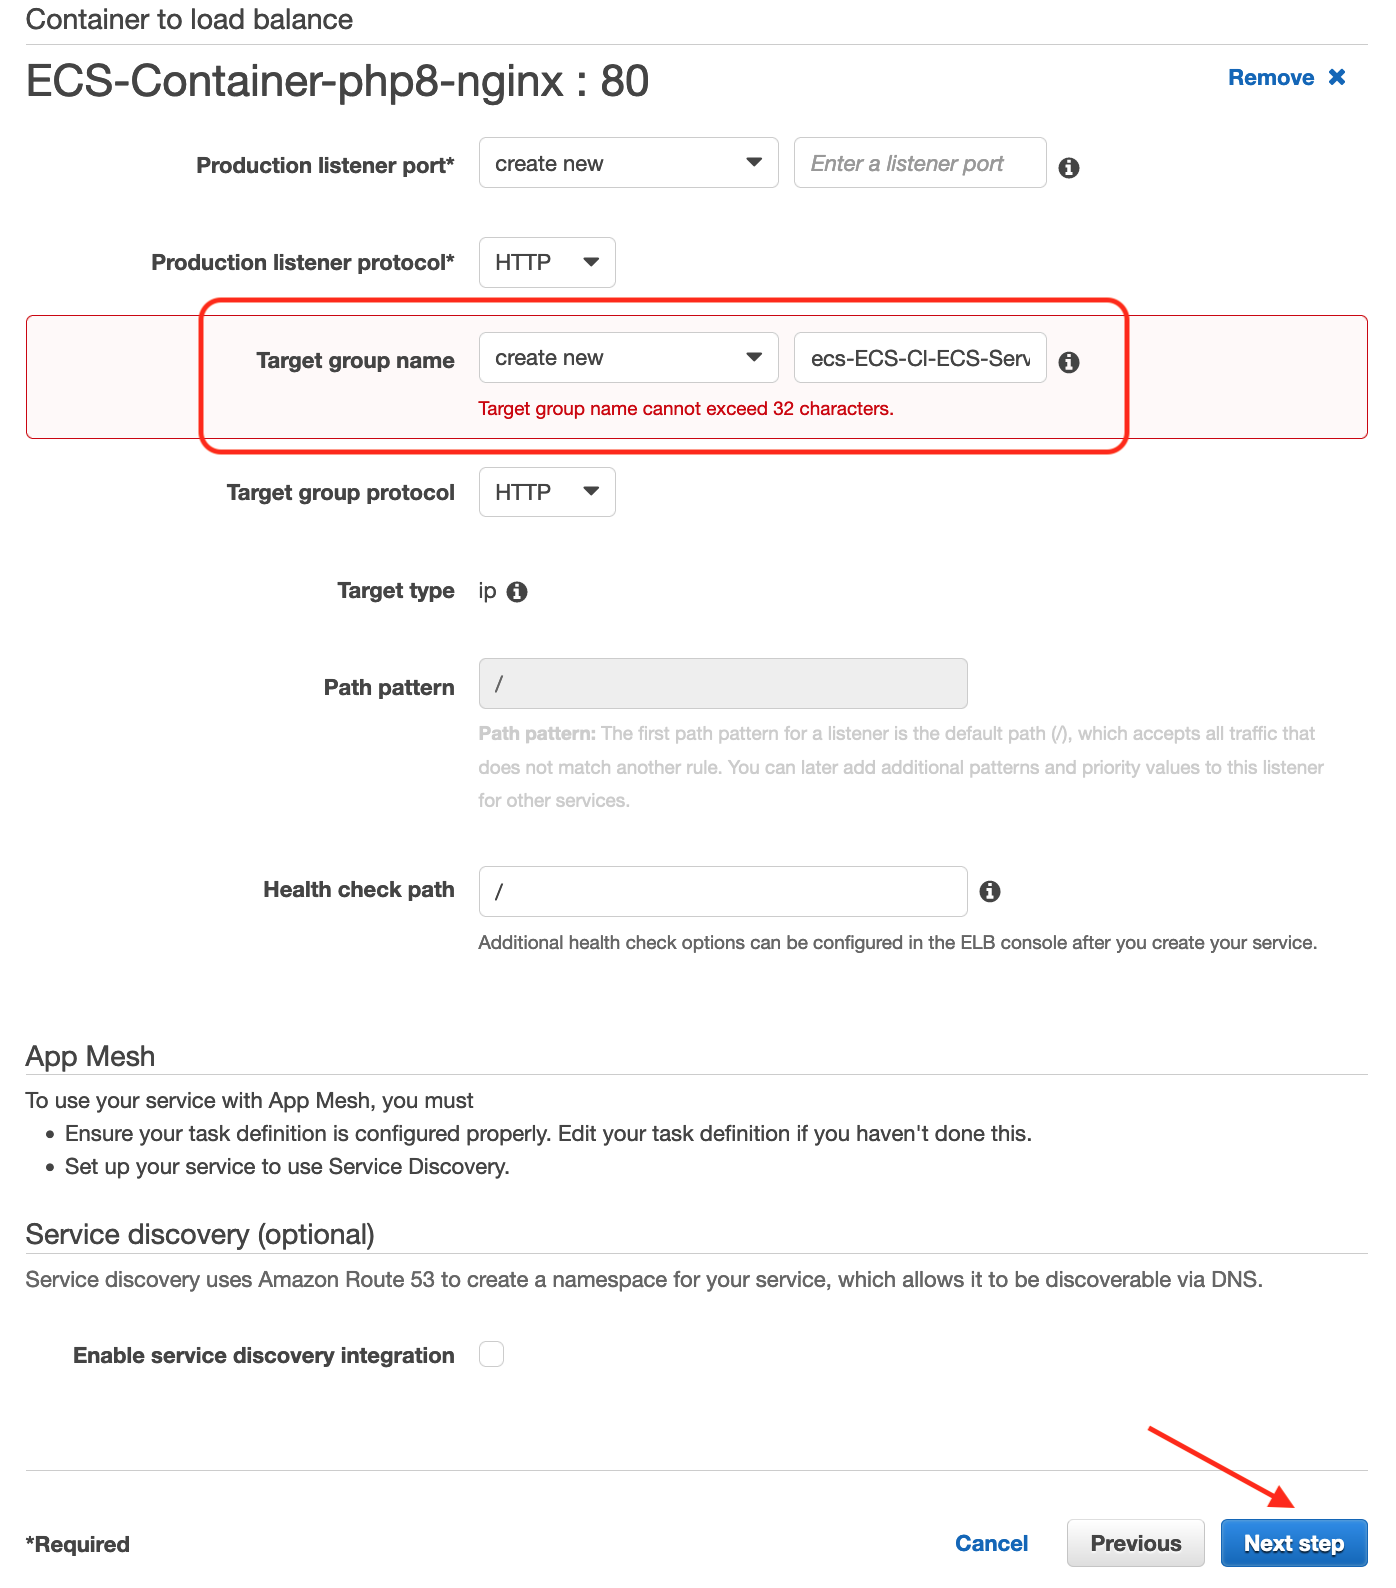 Container to load balance
ECS-Container-php8-nginx : 80
Remove ✖
Production listener port*
create new
Enter a listener port
Production listener protocol*
HTTP
Target group name
create new
ecs-ECS-Cl-ECS-Serv
Target group name cannot exceed 32 characters.
Target group protocol
HTTP
Target type
ip
Path pattern
/
Path pattern: The first path pattern for a listener is the default path (/), which accepts all traffic that
does not match another rule. You can later add additional patterns and priority values to this listener
for other services.
Health check path
/
Additional health check options can be configured in the ELB console after you create your service.
App Mesh
To use your service with App Mesh, you must
• Ensure your task definition is configured properly. Edit your task definition if you haven't done this.
• Set up your service to use Service Discovery.
Service discovery (optional)
Service discovery uses Amazon Route 53 to create a namespace for your service, which allows it to be discoverable via DNS.
Enable service discovery integration
*Required
Cancel
Previous
Next step